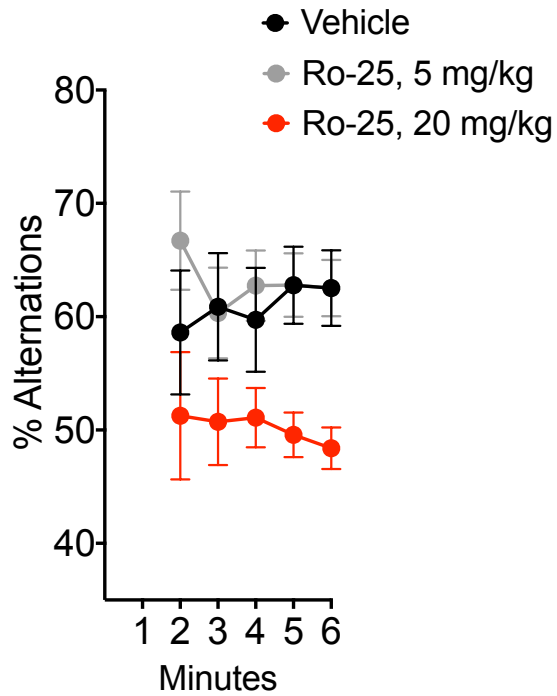 Vehicle
Ro-25, 5 mg/kg
Ro-25, 20 mg/kg
80
70
60
50
40
% Alternations
1 2 3 4 5 6
Minutes